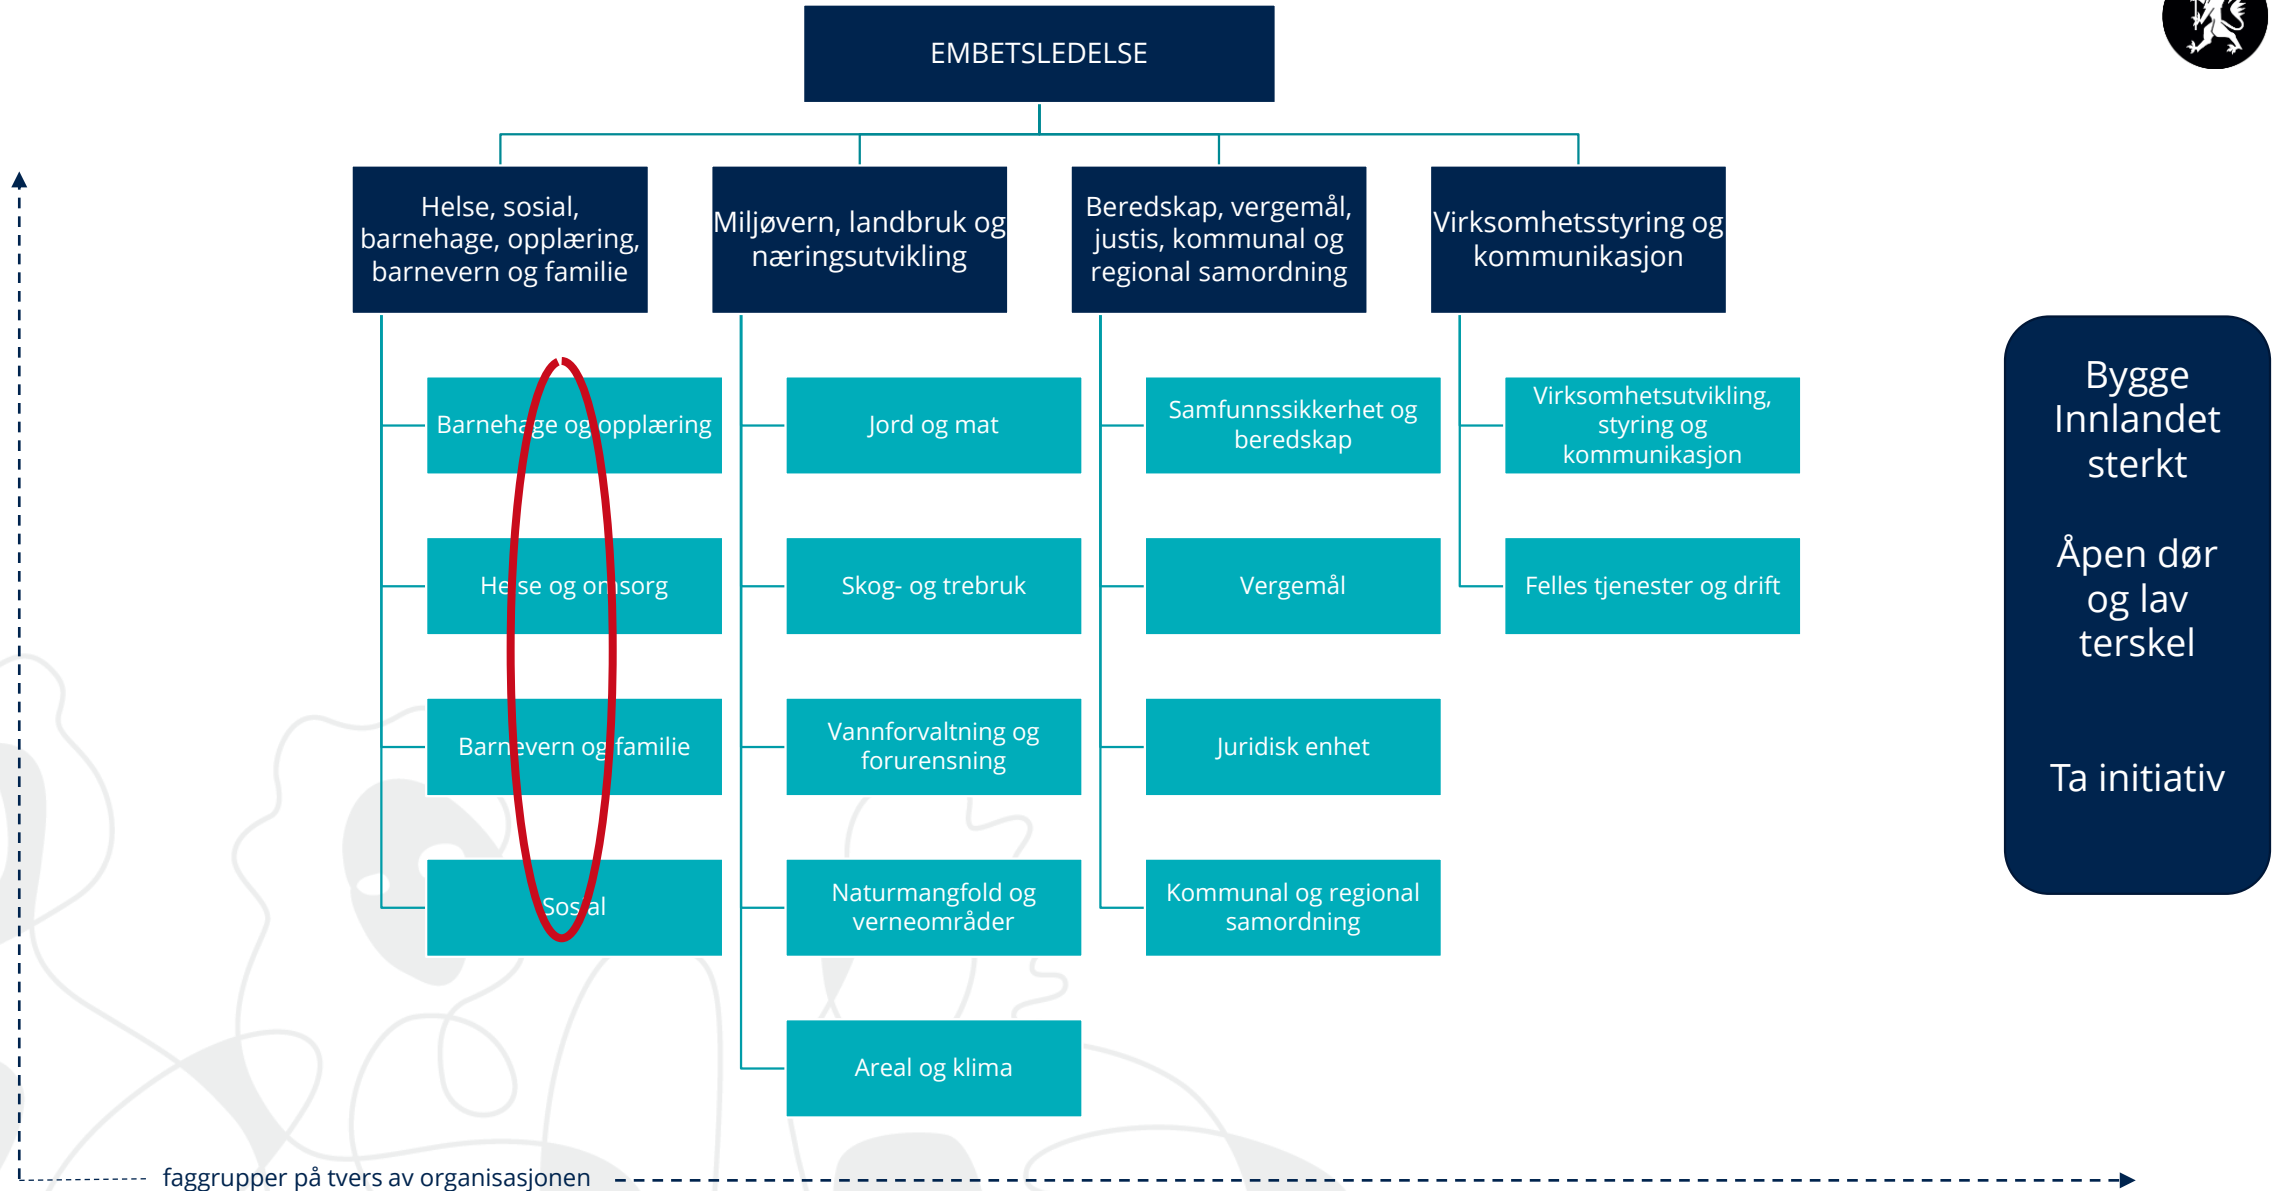 EMBETSLEDELSE
Helse, sosial,
barnehage, opplæring,
barnevern og familie
Miljøvern, landbruk og
næringsutvikling
Beredskap, vergemål,
justis, kommunal og
regional samordning
Virksomhetsstyring og
kommunikasjon
Barnehage og opplæring
Helse og omsorg
Barnevern og familie
Sosial
Jord og mat
Skog- og trebruk
Vannforvaltning og
forurensning
Naturmangfold og
verneområder
Areal og klima
Samfunnssikkerhet og
beredskap
Vergemål
Juridisk enhet
Kommunal og regional
samordning
Virksomhetsutvikling,
styring og
kommunikasjon
Felles tjenester og drift
Bygge
Innlandet
sterkt
Åpen dør
og lav
terskel
Ta initiativ
faggrupper på tvers av organisasjonen